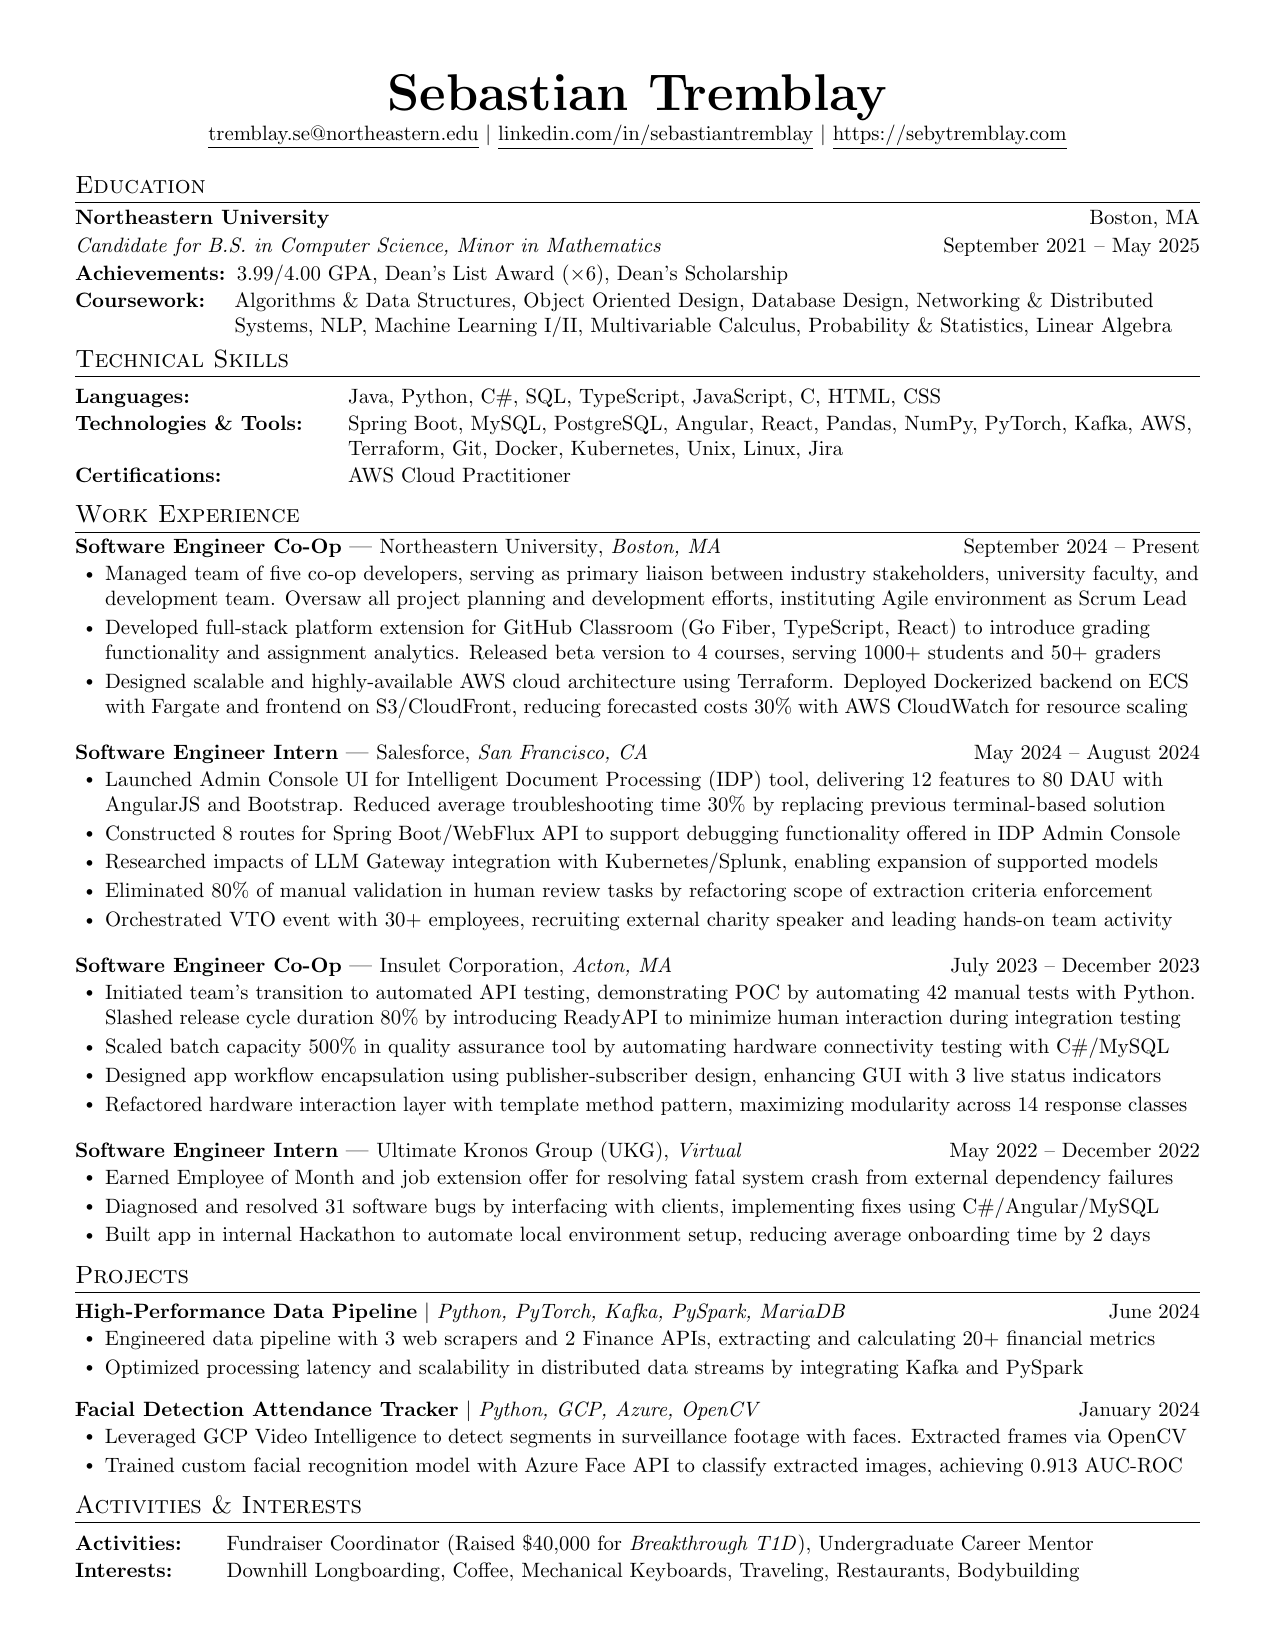 Sebastian Tremblay
tremblay.se@northeastern.edu | linkedin.com/in/sebastiantremblay | https://sebytremblay.com
Education
Northeastern University Boston, MA
Candidate for B.S. in Computer Science, Minor in Mathematics September 2021 – May 2025
Achievements: 3.99/4.00 GPA, Dean's List Award (×6), Dean's Scholarship
Coursework: Algorithms & Data Structures, Object Oriented Design, Database Design, Networking & Distributed
Systems, NLP, Machine Learning I/II, Multivariable Calculus, Probability & Statistics, Linear Algebra
Technical Skills
Languages: Java, Python, C#, SQL, TypeScript, JavaScript, C, HTML, CSS
Technologies & Tools: Spring Boot, MySQL, PostgreSQL, Angular, React, Pandas, NumPy, PyTorch, Kafka, AWS,
Terraform, Git, Docker, Kubernetes, Unix, Linux, Jira
Certifications: AWS Cloud Practitioner
Work Experience
Software Engineer Co-Op — Northeastern University, Boston, MA September 2024 – Present
• Managed team of five co-op developers, serving as primary liaison between industry stakeholders, university faculty, and
development team. Oversaw all project planning and development efforts, instituting Agile environment as Scrum Lead
• Developed full-stack platform extension for GitHub Classroom (Go Fiber, TypeScript, React) to introduce grading
functionality and assignment analytics. Released beta version to 4 courses, serving 1000+ students and 50+ graders
• Designed scalable and highly-available AWS cloud architecture using Terraform. Deployed Dockerized backend on ECS
with Fargate and frontend on S3/CloudFront, reducing forecasted costs 30% with AWS CloudWatch for resource scaling
Software Engineer Intern — Salesforce, San Francisco, CA May 2024 – August 2024
• Launched Admin Console UI for Intelligent Document Processing (IDP) tool, delivering 12 features to 80 DAU with
AngularJS and Bootstrap. Reduced average troubleshooting time 30% by replacing previous terminal-based solution
• Constructed 8 routes for Spring Boot/WebFlux API to support debugging functionality offered in IDP Admin Console
• Researched impacts of LLM Gateway integration with Kubernetes/Splunk, enabling expansion of supported models
• Eliminated 80% of manual validation in human review tasks by refactoring scope of extraction criteria enforcement
• Orchestrated VTO event with 30+ employees, recruiting external charity speaker and leading hands-on team activity
Software Engineer Co-Op — Insulet Corporation, Acton, MA July 2023 – December 2023
• Initiated team's transition to automated API testing, demonstrating POC by automating 42 manual tests with Python.
Slashed release cycle duration 80% by introducing ReadyAPI to minimize human interaction during integration testing
• Scaled batch capacity 500% in quality assurance tool by automating hardware connectivity testing with C#/MySQL
• Designed app workflow encapsulation using publisher-subscriber design, enhancing GUI with 3 live status indicators
• Refactored hardware interaction layer with template method pattern, maximizing modularity across 14 response classes
Software Engineer Intern — Ultimate Kronos Group (UKG), Virtual May 2022 – December 2022
• Earned Employee of Month and job extension offer for resolving fatal system crash from external dependency failures
• Diagnosed and resolved 31 software bugs by interfacing with clients, implementing fixes using C#/Angular/MySQL
• Built app in internal Hackathon to automate local environment setup, reducing average onboarding time by 2 days
Projects
High-Performance Data Pipeline | Python, PyTorch, Kafka, PySpark, MariaDB June 2024
• Engineered data pipeline with 3 web scrapers and 2 Finance APIs, extracting and calculating 20+ financial metrics
• Optimized processing latency and scalability in distributed data streams by integrating Kafka and PySpark
Facial Detection Attendance Tracker | Python, GCP, Azure, OpenCV January 2024
• Leveraged GCP Video Intelligence to detect segments in surveillance footage with faces. Extracted frames via OpenCV
• Trained custom facial recognition model with Azure Face API to classify extracted images, achieving 0.913 AUC-ROC
Activities & Interests
Activities: Fundraiser Coordinator (Raised $40,000 for Breakthrough T1D), Undergraduate Career Mentor
Interests: Downhill Longboarding, Coffee, Mechanical Keyboards, Traveling, Restaurants, Bodybuilding